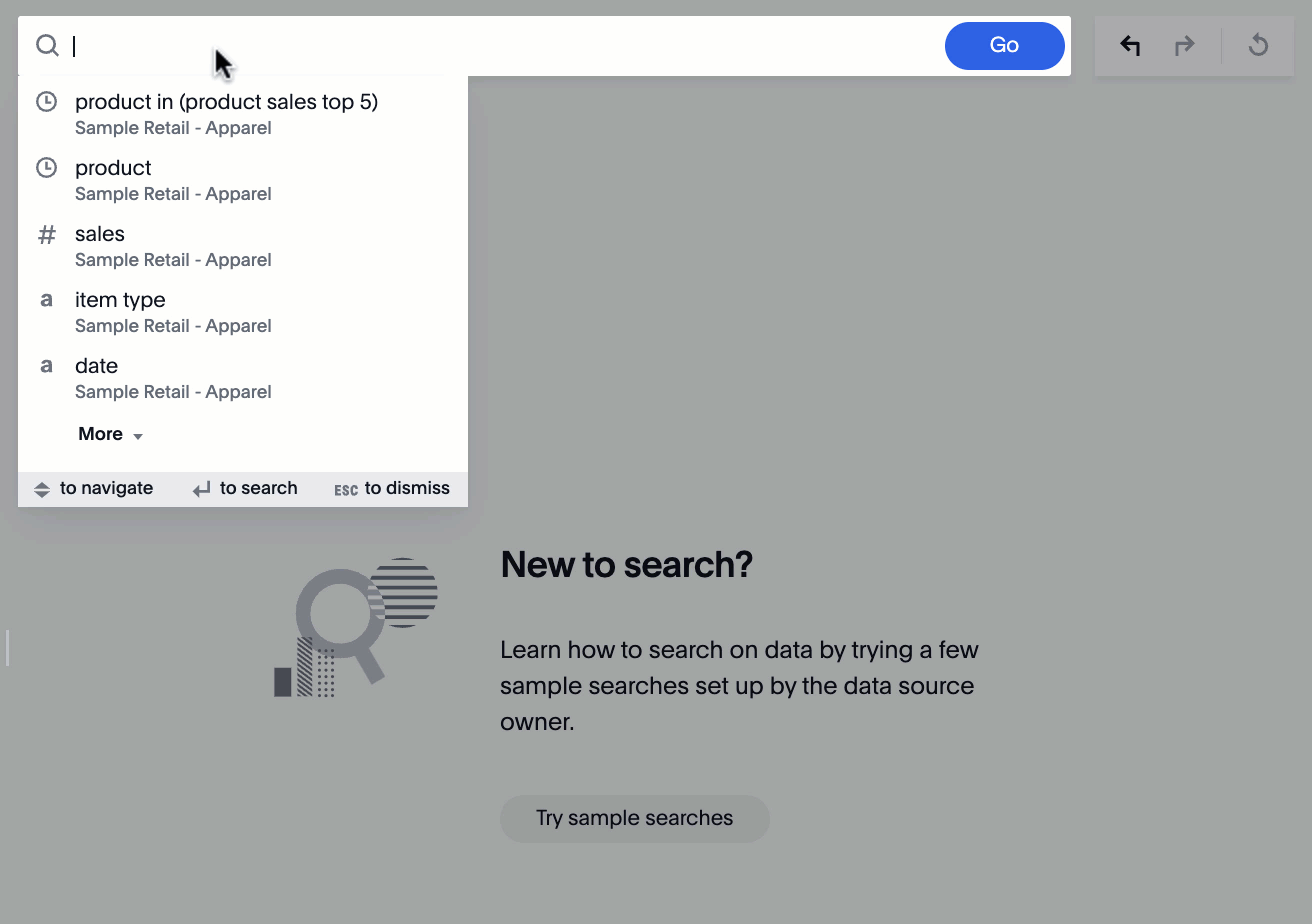 Go
product in (product sales top 5)
Sample Retail - Apparel
product
Sample Retail - Apparel
# sales
Sample Retail - Apparel
a item type
Sample Retail - Apparel
a date
Sample Retail - Apparel
More
to navigate to search ESC to dismiss
New to search?
Learn how to search on data by trying a few
sample searches set up by the data source
owner.
Try sample searches